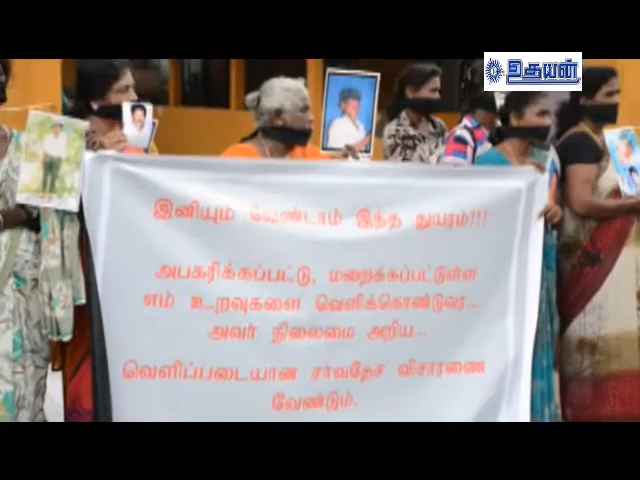 உதயன்
இனியும் வேண்டாம் இந்த துயரம்!!!
அபகரிக்கப்பட்டு, மறைக்கப்பட்டுள்ள
எம் உறவுகளை வெளிக்கொண்டுவர...
அவர் நிலைமை அறிய...
வெளிப்படையான சர்வதேச விசாரணை
வேண்டும்.